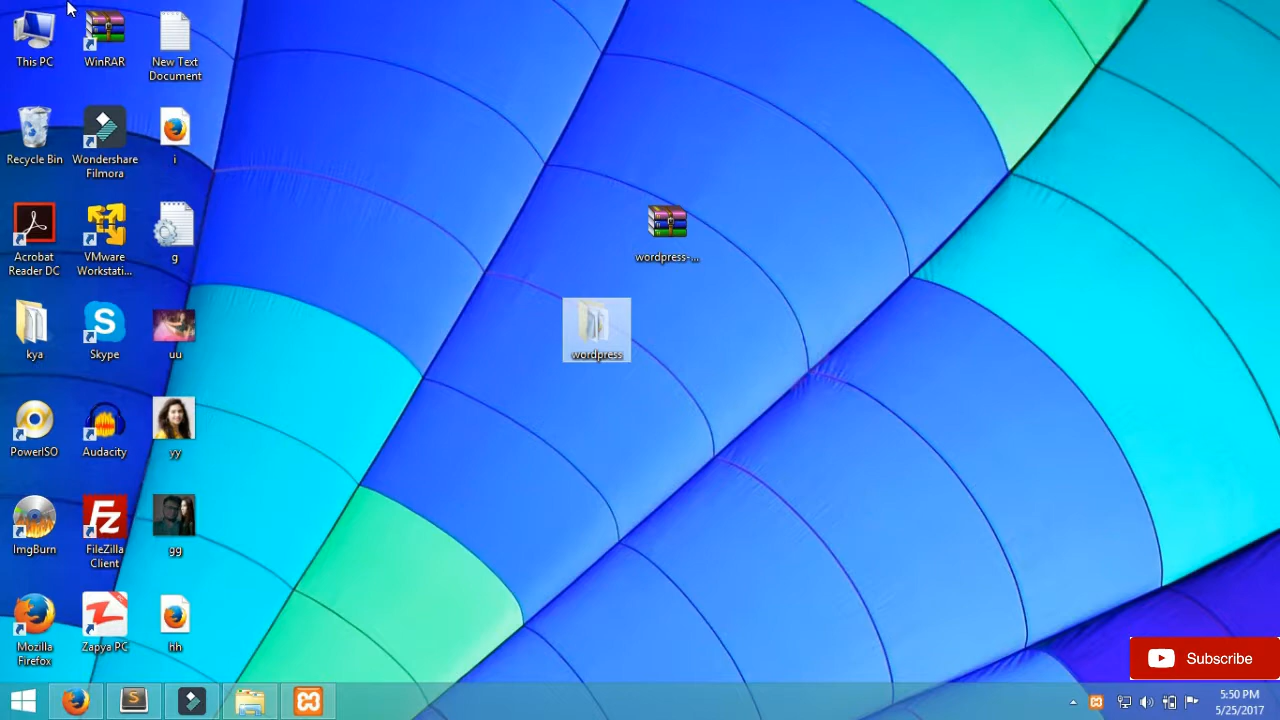 This PC
WinRAR
New Text
Document
Recycle Bin
Wondershare
Filmora
i
Acrobat
Reader DC
VMware
Workstati...
g
kya
Skype
uu
PowerISO
Audacity
yy
ImgBurn
FileZilla
Client
gg
Mozilla
Firefox
Zapya PC
hh
wordpress-...
wordpress
Subscribe
5:50 PM
5/25/2017